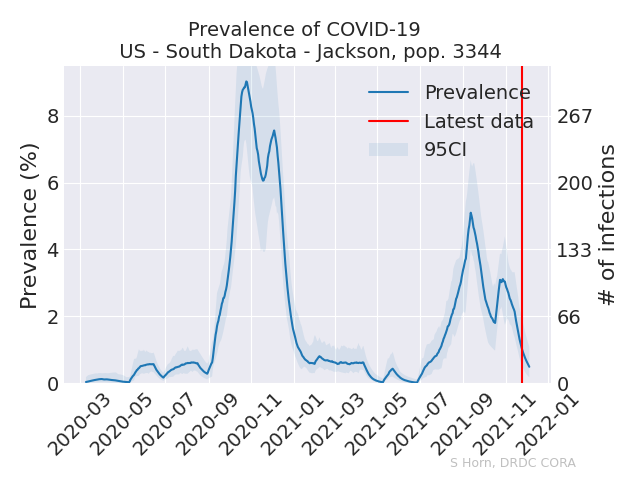 Prevalence of COVID-19
US - South Dakota - Jackson, pop. 3344
Prevalence
Latest data
95CI
Prevalence (%)
8
6
4
2
0
# of infections
267
200
133
66
0
2020-03
2020-05
2020-07
2020-09
2020-11
2021-01
2021-03
2021-05
2021-07
2021-09
2021-11
2022-01
S Horn, DRDC CORA